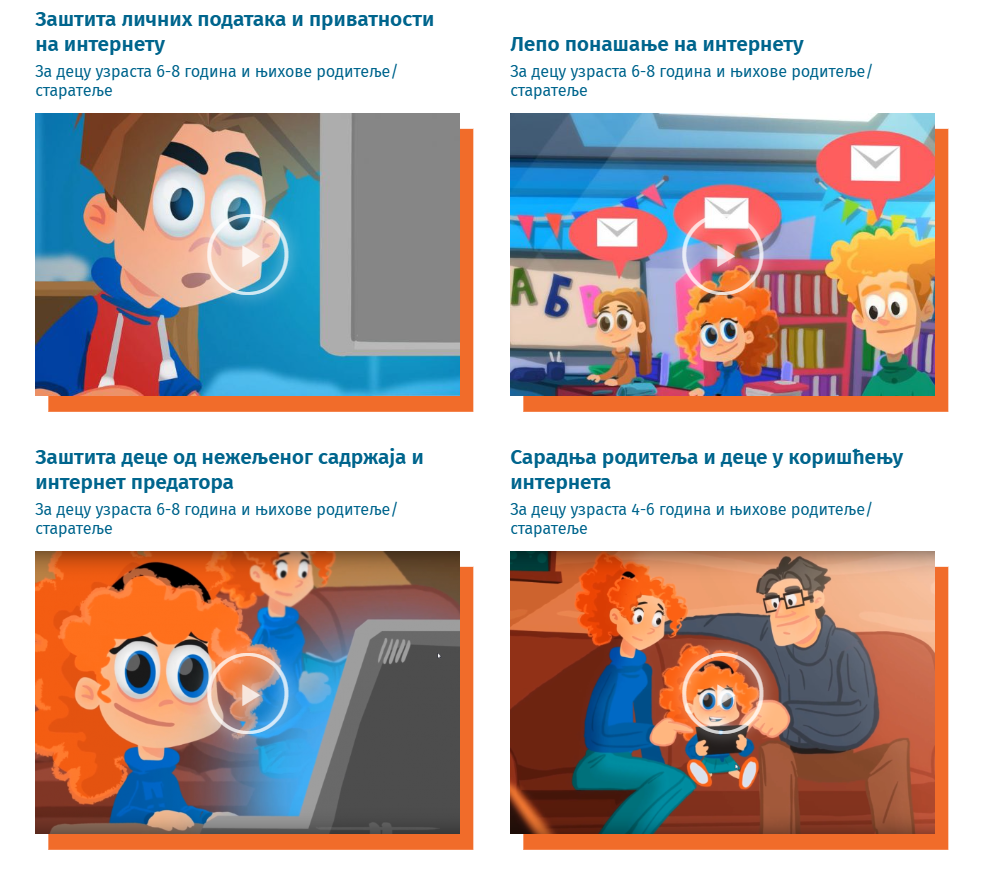 Заштита личних података и приватности
на интернету
За децу узраста 6-8 година и њихове родитеље/
старатеље
Лепо понашање на интернету
За децу узраста 6-8 година и њихове родитеље/
старатеље
А Б В
Заштита деце од нежељеног садржаја и
интернет предатора
За децу узраста 6-8 година и њихове родитеље/
старатеље
Сарадња родитеља и деце у коришћењу
интернета
За децу узраста 4-6 година и њихове родитеље/
старатеље